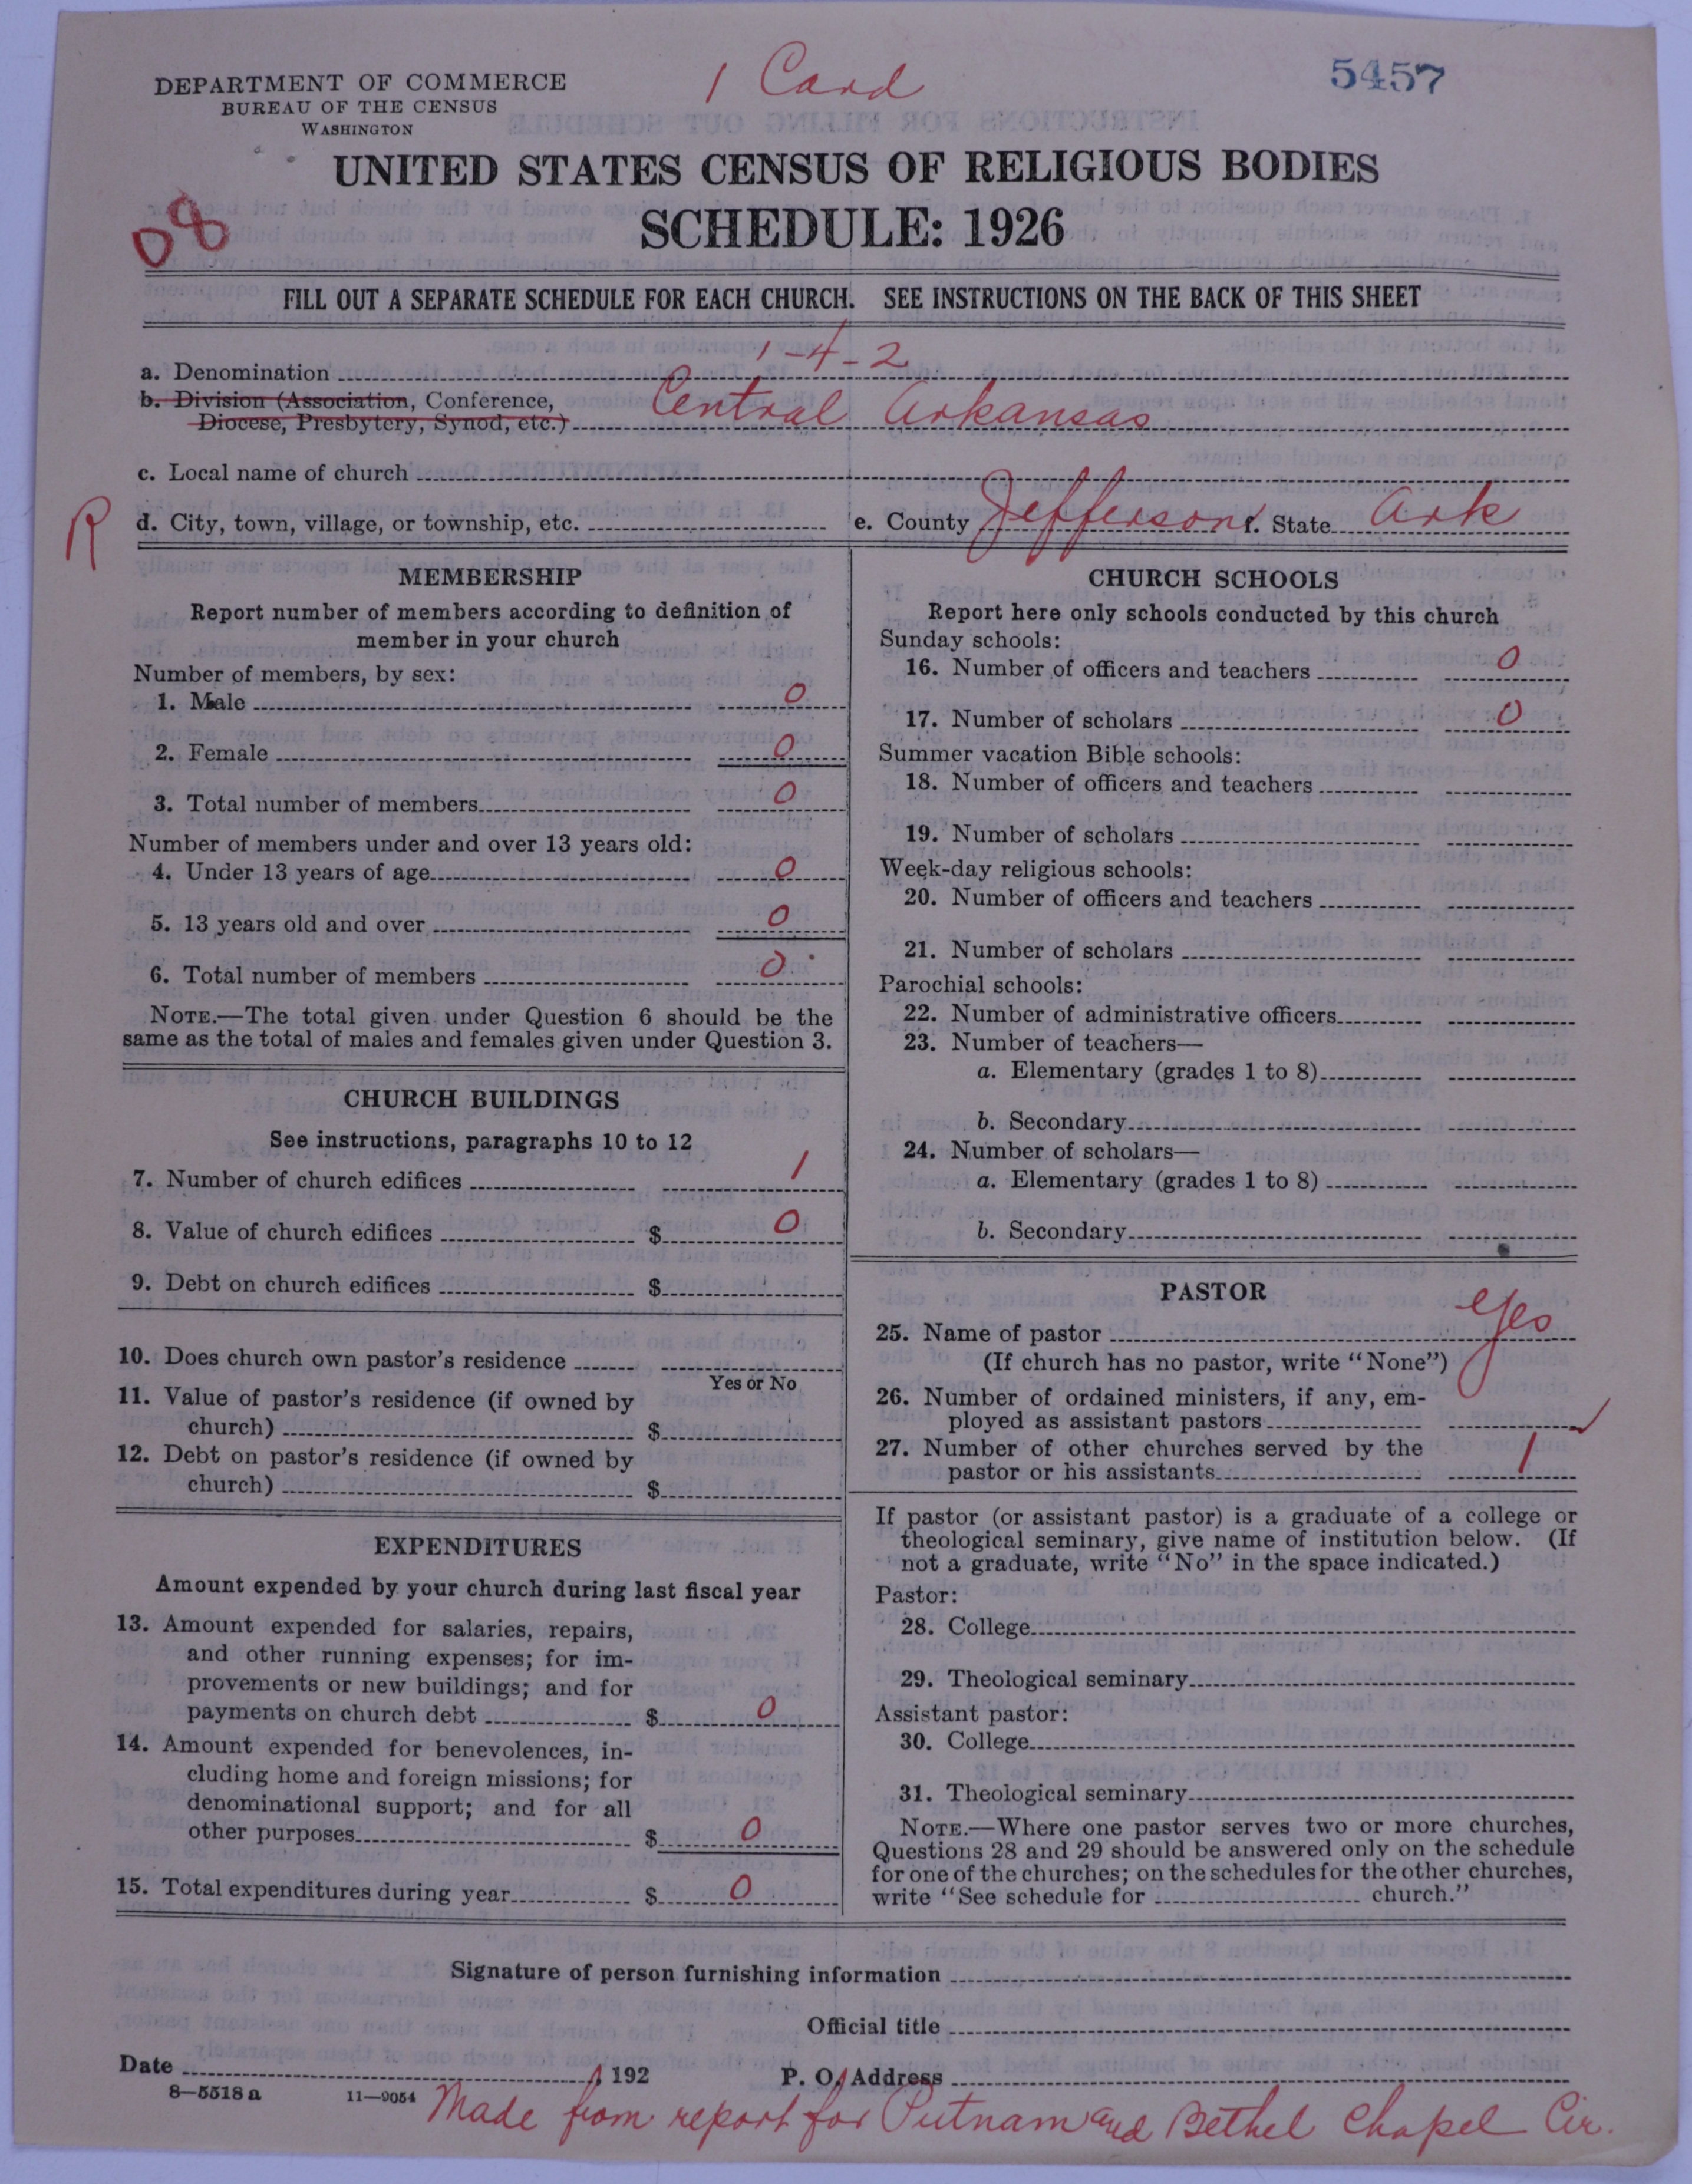 DEPARTMENT OF COMMERCE
BUREAU OF THE CENSUS
WASHINGTON
1 Card
5457
UNITED STATES CENSUS OF RELIGIOUS BODIES
SCHEDULE: 1926
08
FILL OUT A SEPARATE SCHEDULE FOR EACH CHURCH. SEE INSTRUCTIONS ON THE BACK OF THIS SHEET
a. Denomination 1-4-2
b. Division (Association, Conference,
Diocese, Presbytery, Synod, etc.) Central Arkansas
c. Local name of church
R
d. City, town, village, or township, etc. e. County Jefferson f. State Ark
MEMBERSHIP
Report number of members according to definition of
member in your church
Number of members, by sex:
1. Male 0
2. Female 0
3. Total number of members 0
Number of members under and over 13 years old:
4. Under 13 years of age 0
5. 13 years old and over 0
6. Total number of members 0
NOTE.—The total given under Question 6 should be the
same as the total of males and females given under Question 3.
CHURCH BUILDINGS
See instructions, paragraphs 10 to 12
7. Number of church edifices 1
8. Value of church edifices $ 0
9. Debt on church edifices $
10. Does church own pastor's residence
Yes or No
11. Value of pastor's residence (if owned by
church) $
12. Debt on pastor's residence (if owned by
church) $
EXPENDITURES
Amount expended by your church during last fiscal year
13. Amount expended for salaries, repairs,
and other running expenses; for im-
provements or new buildings; and for
payments on church debt $ 0
14. Amount expended for benevolences, in-
cluding home and foreign missions; for
denominational support; and for all
other purposes $ 0
15. Total expenditures during year $ 0
CHURCH SCHOOLS
Report here only schools conducted by this church
Sunday schools:
16. Number of officers and teachers 0
17. Number of scholars 0
Summer vacation Bible schools:
18. Number of officers and teachers
19. Number of scholars
Week-day religious schools:
20. Number of officers and teachers
21. Number of scholars
Parochial schools:
22. Number of administrative officers
23. Number of teachers—
a. Elementary (grades 1 to 8)
b. Secondary
24. Number of scholars—
a. Elementary (grades 1 to 8)
b. Secondary
PASTOR
25. Name of pastor yes
(If church has no pastor, write "None")
26. Number of ordained ministers, if any, em-
ployed as assistant pastors ✓
27. Number of other churches served by the
pastor or his assistants 1
If pastor (or assistant pastor) is a graduate of a college or
theological seminary, give name of institution below. (If
not a graduate, write "No" in the space indicated.)
Pastor:
28. College
29. Theological seminary
Assistant pastor:
30. College
31. Theological seminary
NOTE.—Where one pastor serves two or more churches,
Questions 28 and 29 should be answered only on the schedule
for one of the churches; on the schedules for the other churches,
write "See schedule for church."
Signature of person furnishing information
Official title
Date , 192 P. O. Address
8—5518 a 11—9054
Made from report for Putnam and Bethel Chapel Cir.